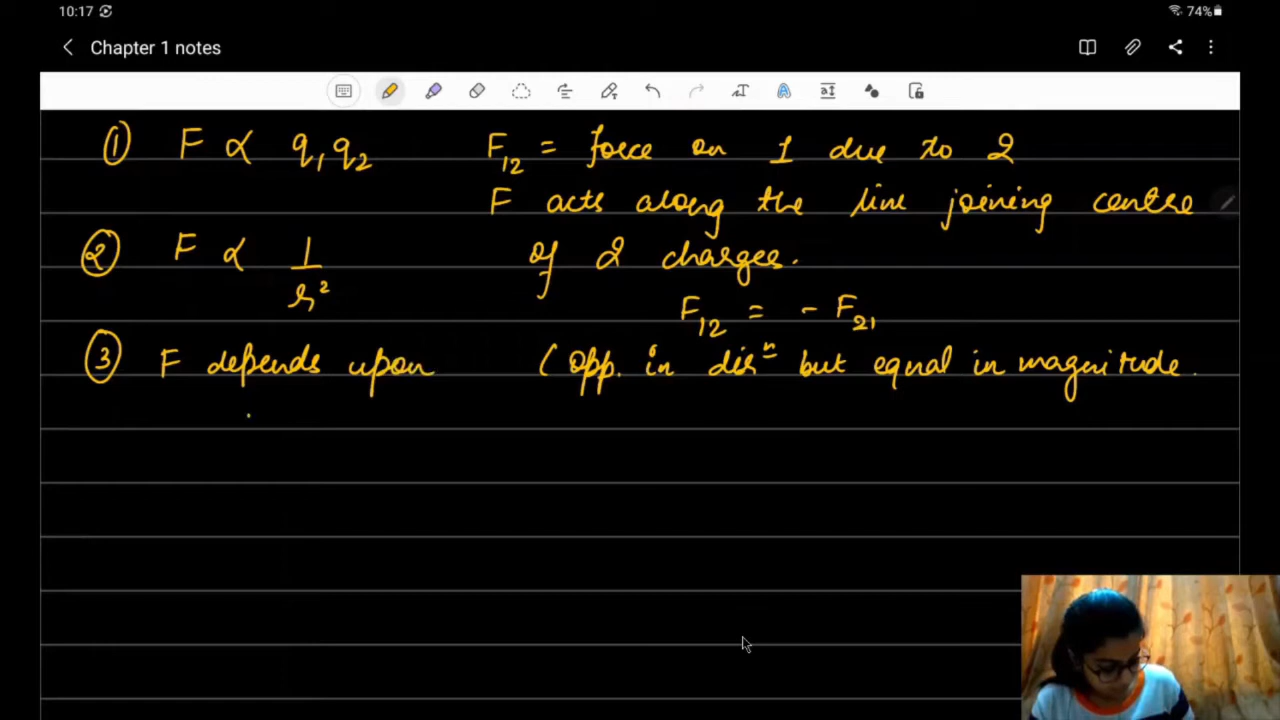 10:17
74%
Chapter 1 notes
① F ∝ q₁q₂
F₁₂ = force on 1 due to 2
F acts along the line joining centre
② F ∝ 1/r²
of 2 charges.
F₁₂ = - F₂₁
③ F depends upon
(opp. in dirⁿ but equal in magnitude.